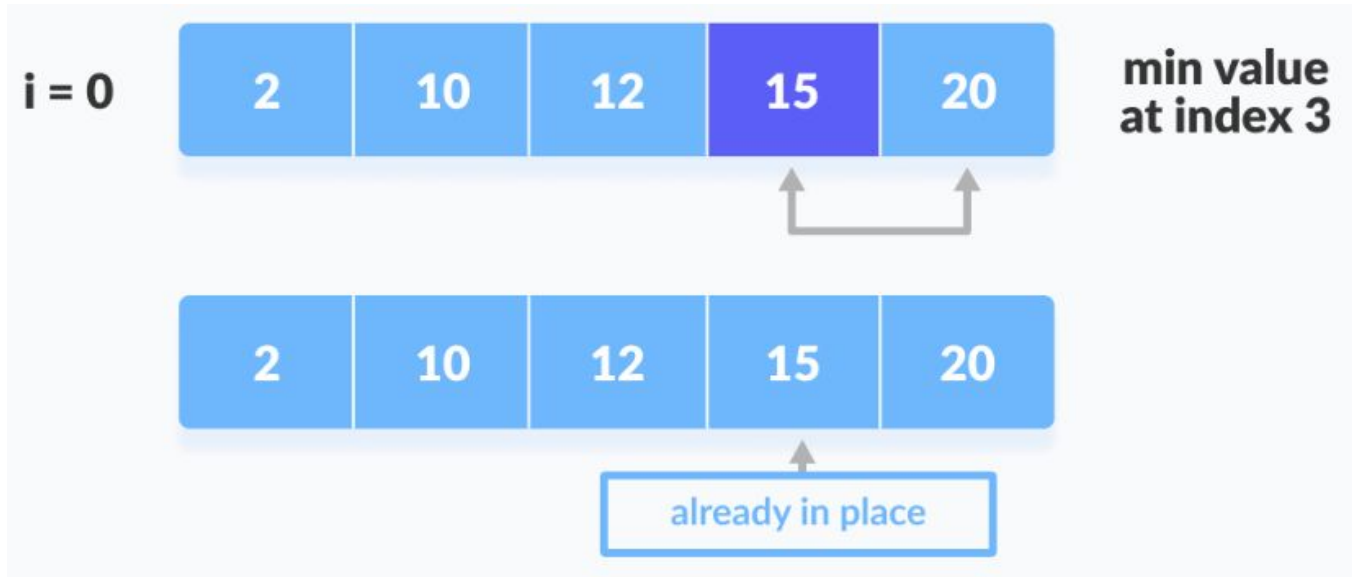 i = 0
2 10 12 15 20
min value
at index 3
2 10 12 15 20
already in place